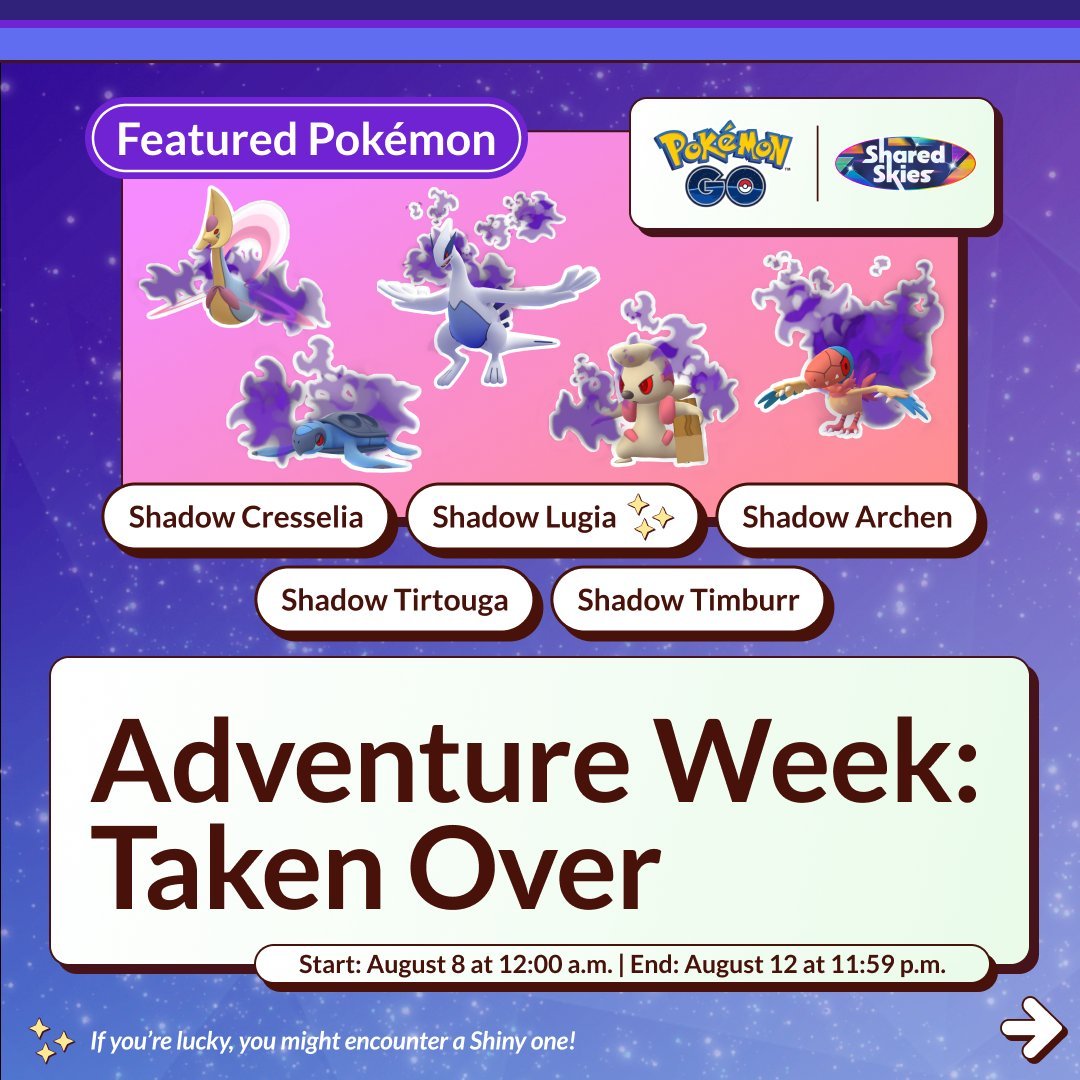 Featured Pokémon
POKÉMON
GO
Shared
Skies
Shadow Cresselia
Shadow Lugia
Shadow Archen
Shadow Tirtouga
Shadow Timburr
Adventure Week:
Taken Over
Start: August 8 at 12:00 a.m. | End: August 12 at 11:59 p.m.
If you're lucky, you might encounter a Shiny one!